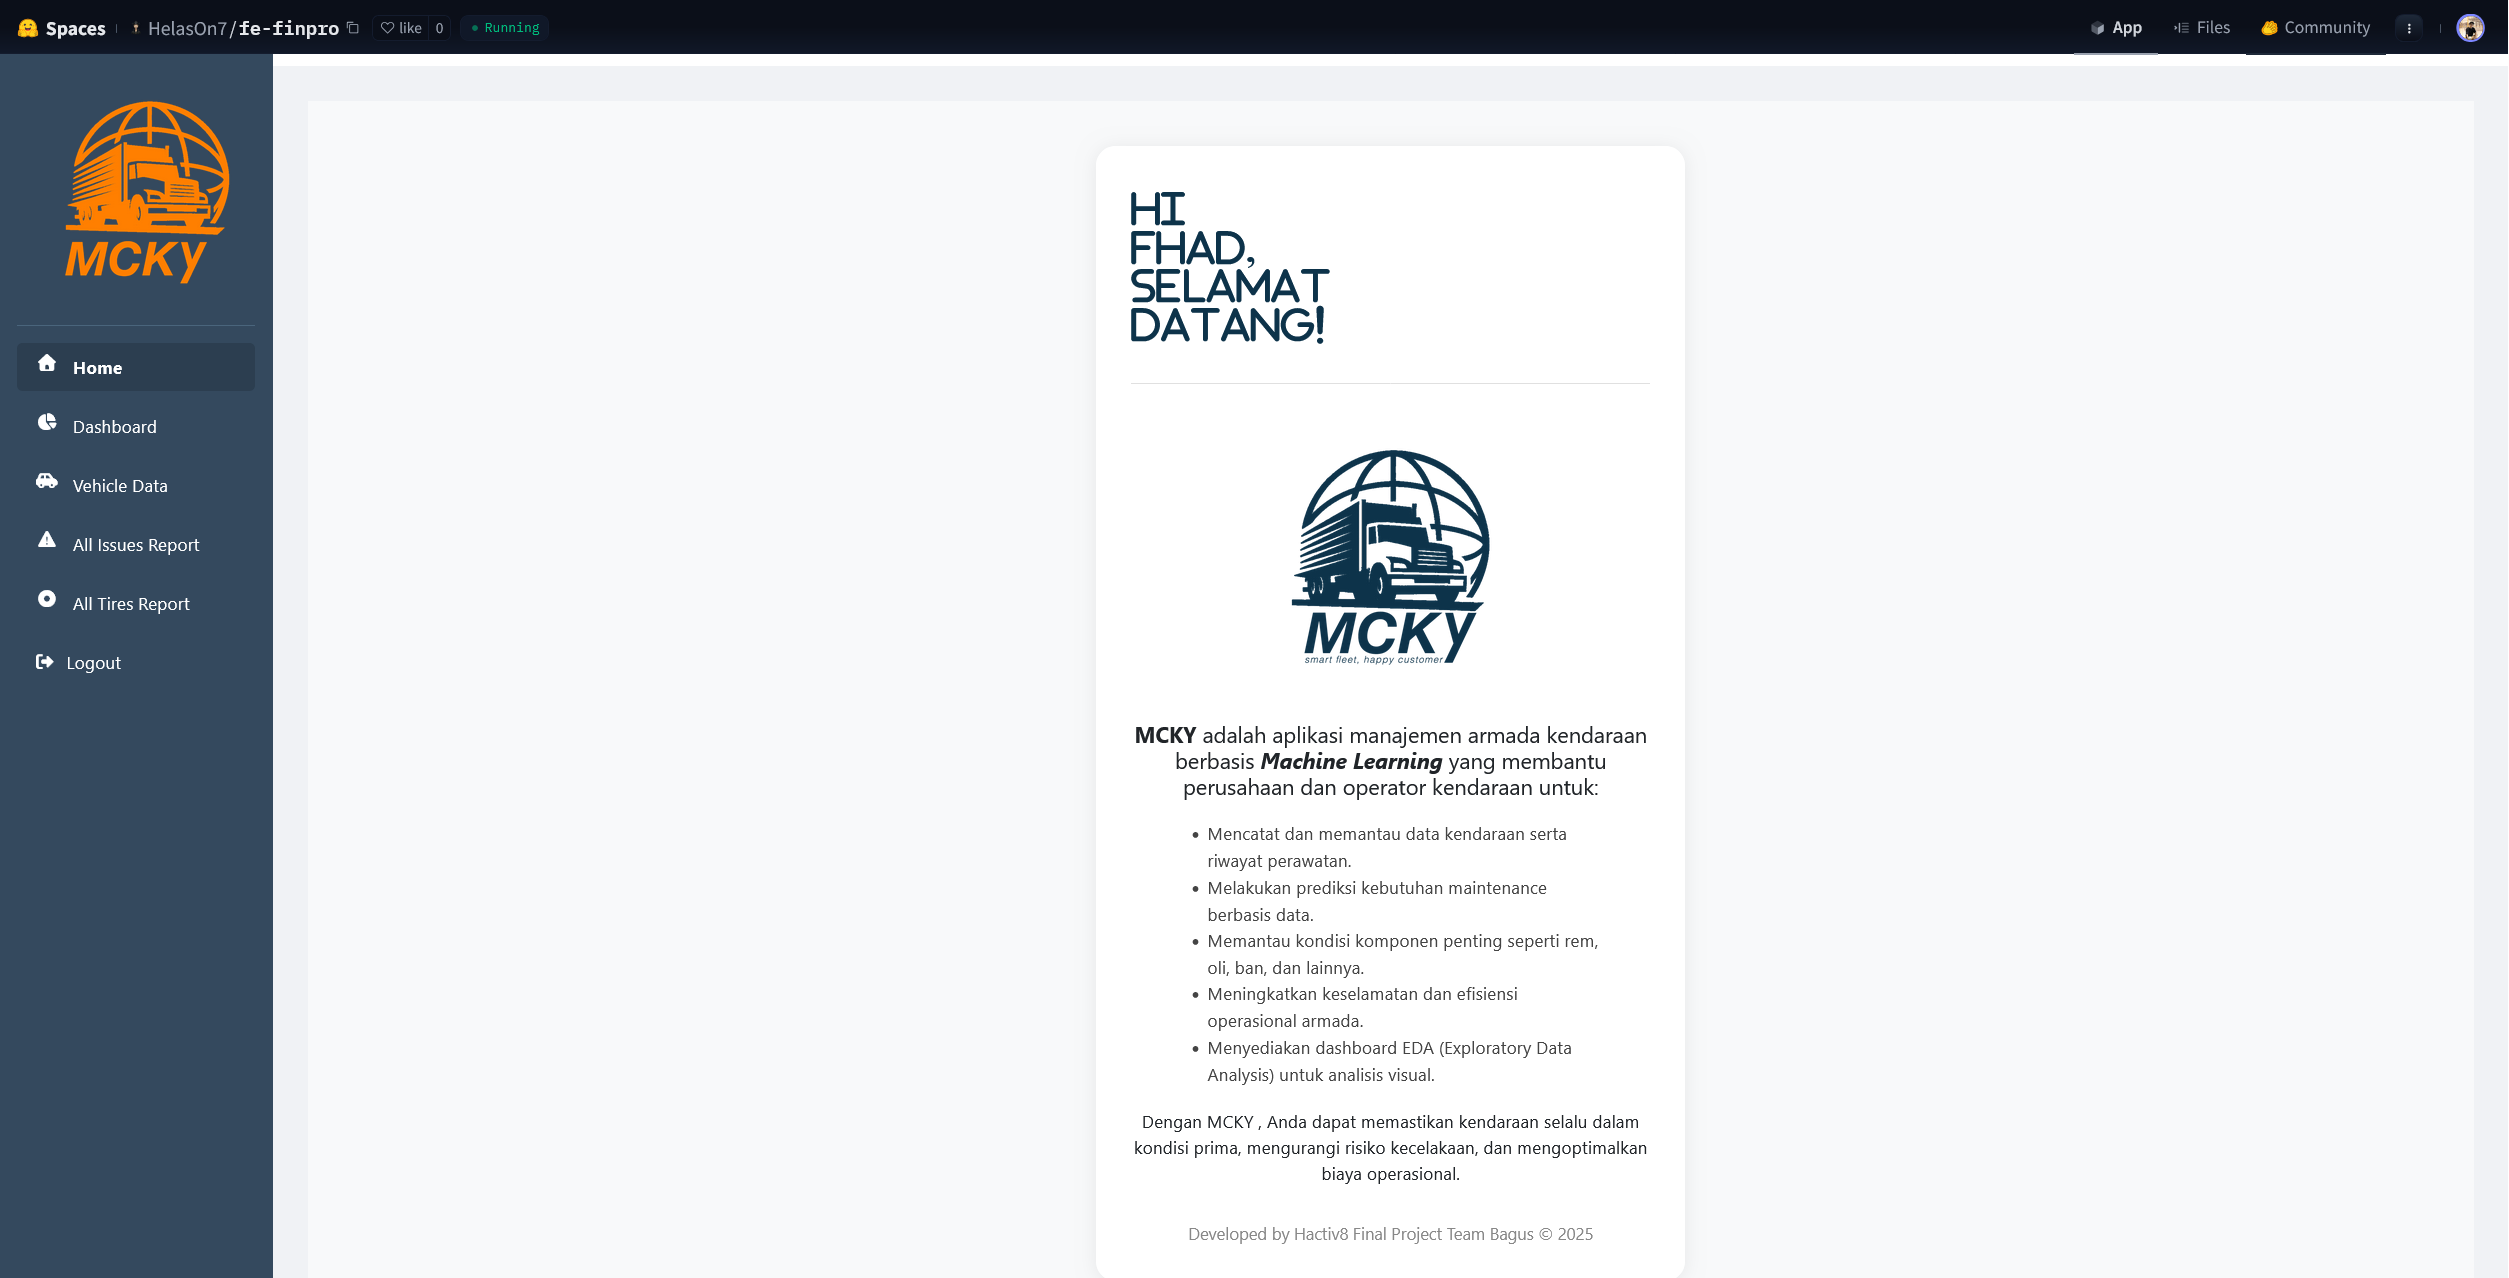 Spaces HelasOn7/fe-finpro like 0 Running App Files Community
MCKY
Home
Dashboard
Vehicle Data
All Issues Report
All Tires Report
Logout
HI
FHAD,
SELAMAT
DATANG!
MCKY
smart fleet, happy customer
MCKY adalah aplikasi manajemen armada kendaraan
berbasis Machine Learning yang membantu
perusahaan dan operator kendaraan untuk:
• Mencatat dan memantau data kendaraan serta
riwayat perawatan.
• Melakukan prediksi kebutuhan maintenance
berbasis data.
• Memantau kondisi komponen penting seperti rem,
oli, ban, dan lainnya.
• Meningkatkan keselamatan dan efisiensi
operasional armada.
• Menyediakan dashboard EDA (Exploratory Data
Analysis) untuk analisis visual.
Dengan MCKY , Anda dapat memastikan kendaraan selalu dalam
kondisi prima, mengurangi risiko kecelakaan, dan mengoptimalkan
biaya operasional.
Developed by Hactiv8 Final Project Team Bagus © 2025